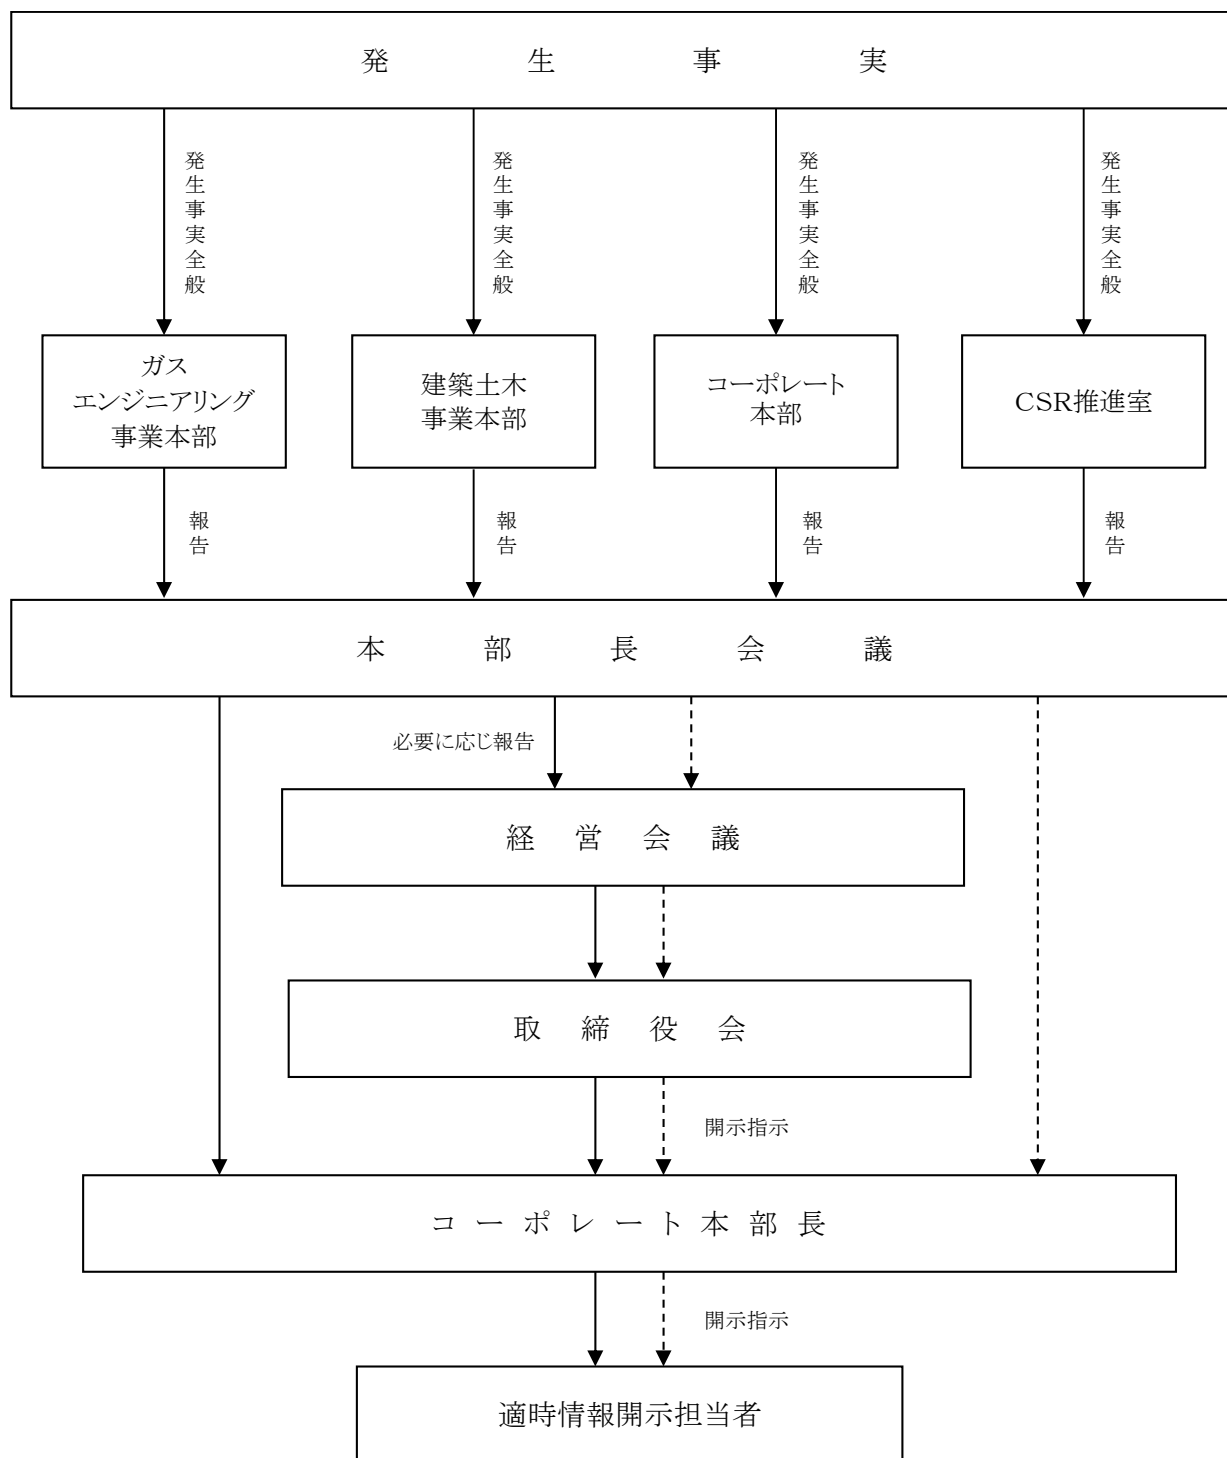 発生事実
発生事実全般
発生事実全般
発生事実全般
発生事実全般
ガス
エンジニアリング
事業本部
建築土木
事業本部
コーポレート
本部
CSR推進室
報告
報告
報告
報告
本部長会議
必要に応じ報告
経営会議
取締役会
開示指示
コーポレート本部長
開示指示
適時情報開示担当者